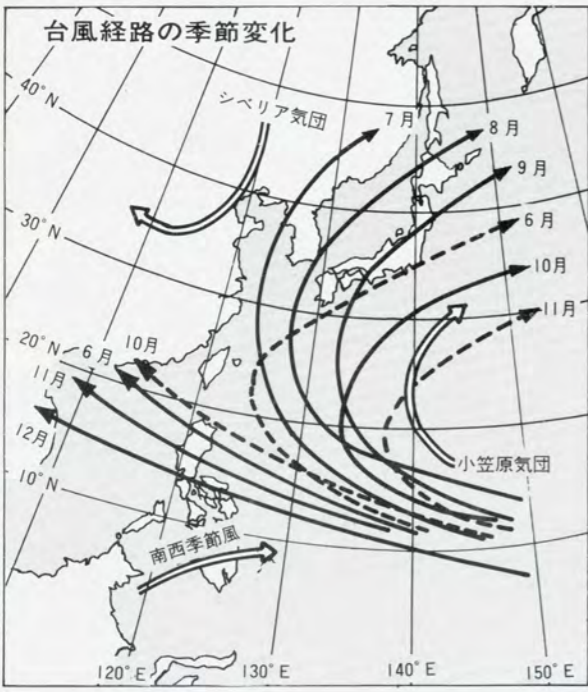 台風経路の季節変化
40°N
シベリア気団
7月
8月
9月
30°N
6月
10月
11月
20°N
10月
6月
11月
12月
小笠原気団
10°N
南西季節風
120°E
130°E
140°E
150°E